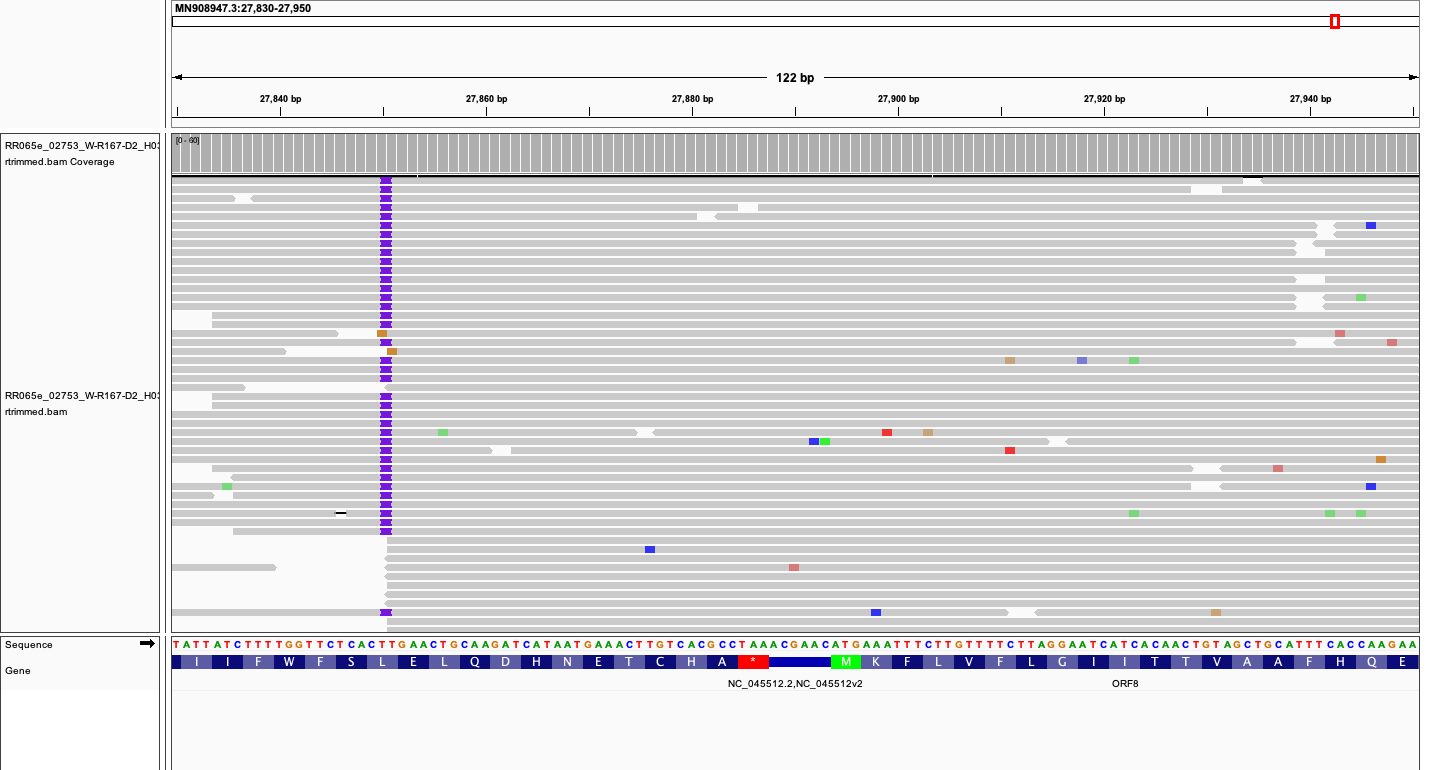 MN908947.3:27,830-27,950
122 bp
27,840 bp 27,860 bp 27,880 bp 27,900 bp 27,920 bp 27,940 bp
RR065e_02753_W-R167-D2_H03
rtrimmed.bam Coverage
[0 - 60]
RR065e_02753_W-R167-D2_H03
rtrimmed.bam
Sequence
TATTATCTTTTGGTTCTCACTTGAACTGCAAGATCATAATGAAACTTGTCACGCCTAAACGAACATGAAATTTCTTGTTTTCTTAGGAATCATCACAACTGTAGCTGCATTTCACCAAGAA
Gene
I I F W F S L E L Q D H N E T C H A * M K F L V F L G I I T T V A A F H Q E
NC_045512.2,NC_045512v2 ORF8